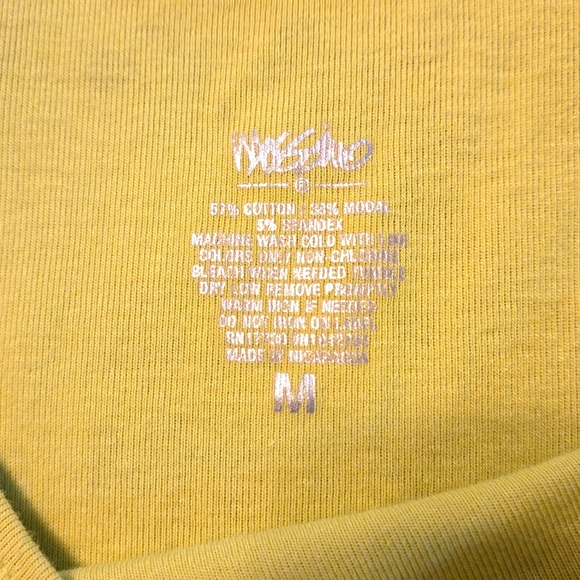 MOSSIMO
®
57% COTTON / 38% MODAL
5% SPANDEX
MACHINE WASH COLD WITH LIKE
COLORS ONLY NON-CHLORINE
BLEACH WHEN NEEDED TUMBLE
DRY LOW REMOVE PROMPTLY
WARM IRON IF NEEDED
DO NOT IRON ON LABEL
MADE IN NICARAGUA
M